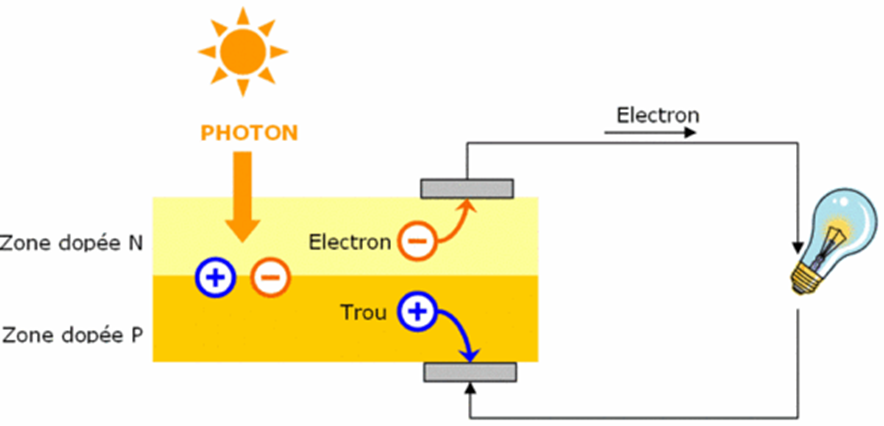 PHOTON
Electron
Zone dopée N
Electron
Trou
Zone dopée P